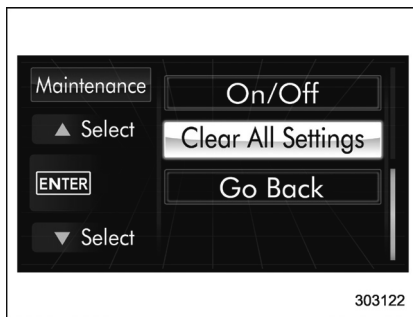 Maintenance
▲ Select
ENTER
▼ Select
On/Off
Clear All Settings
Go Back
303122